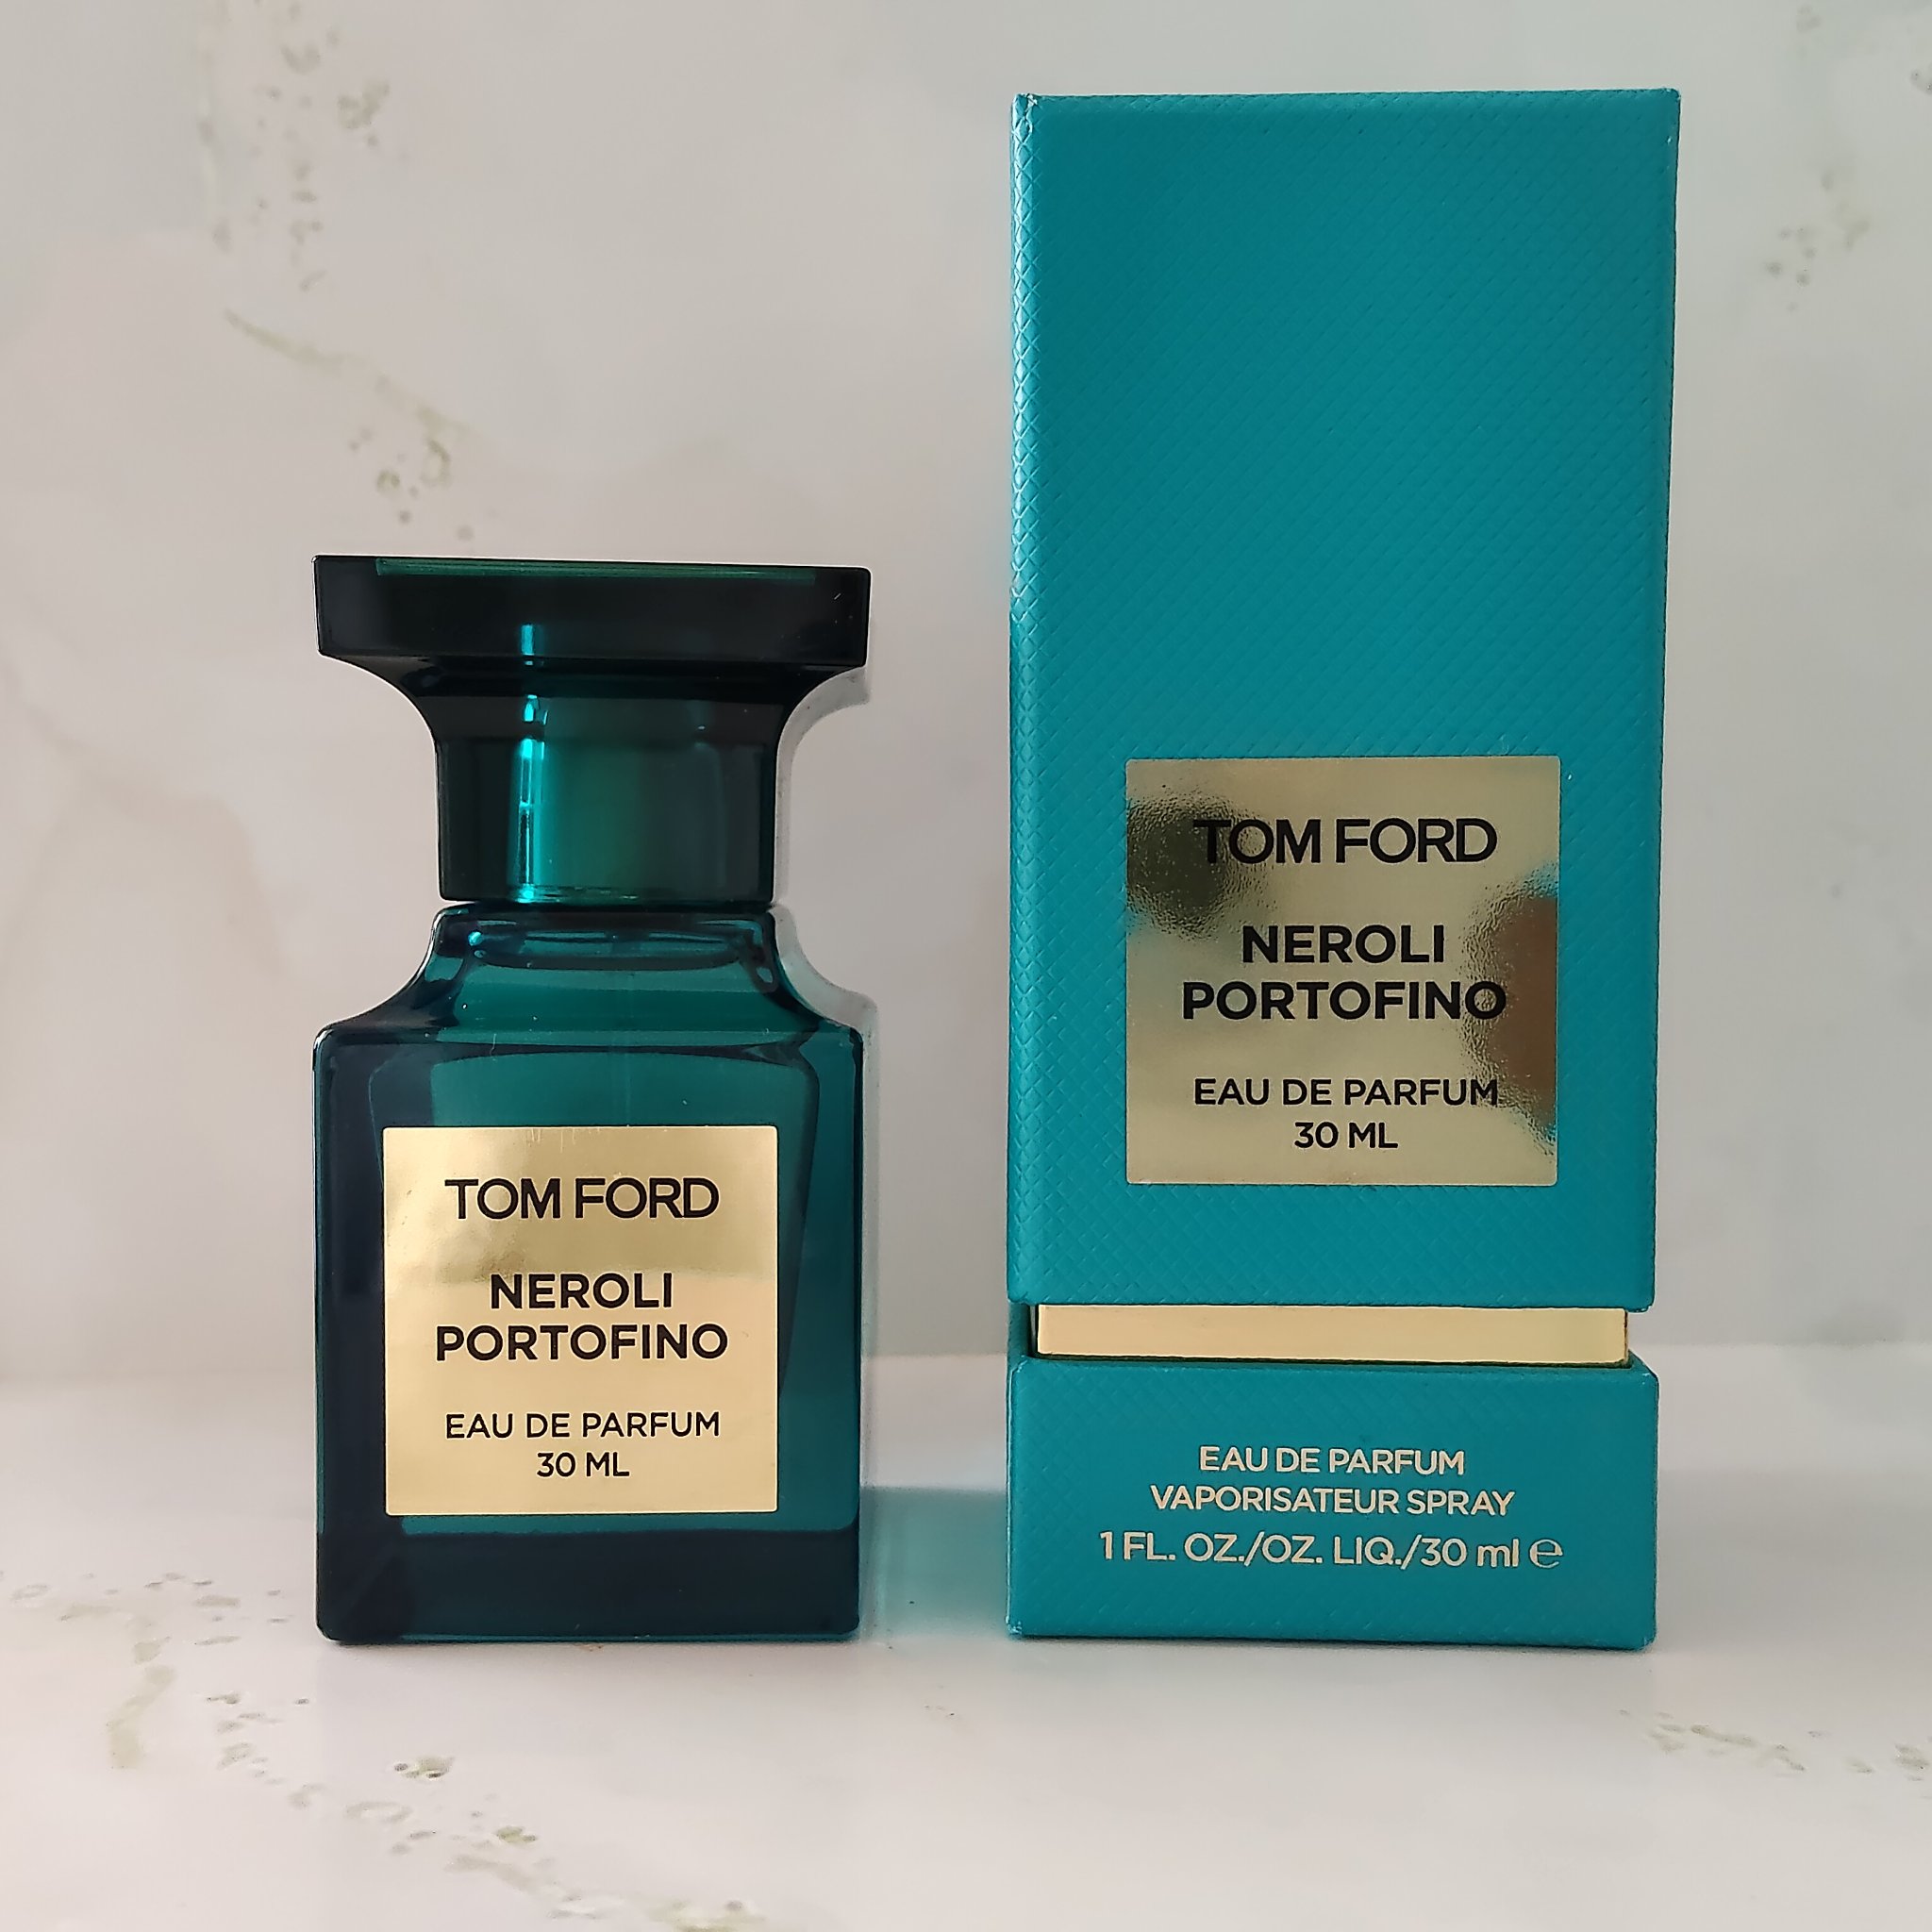 TOM FORD
NEROLI
PORTOFINO
EAU DE PARFUM
30 ML
TOM FORD
NEROLI
PORTOFINO
EAU DE PARFUM
30 ML
EAU DE PARFUM
VAPORISATEUR SPRAY
1 FL. OZ./OZ. LIQ./30 ml ℮